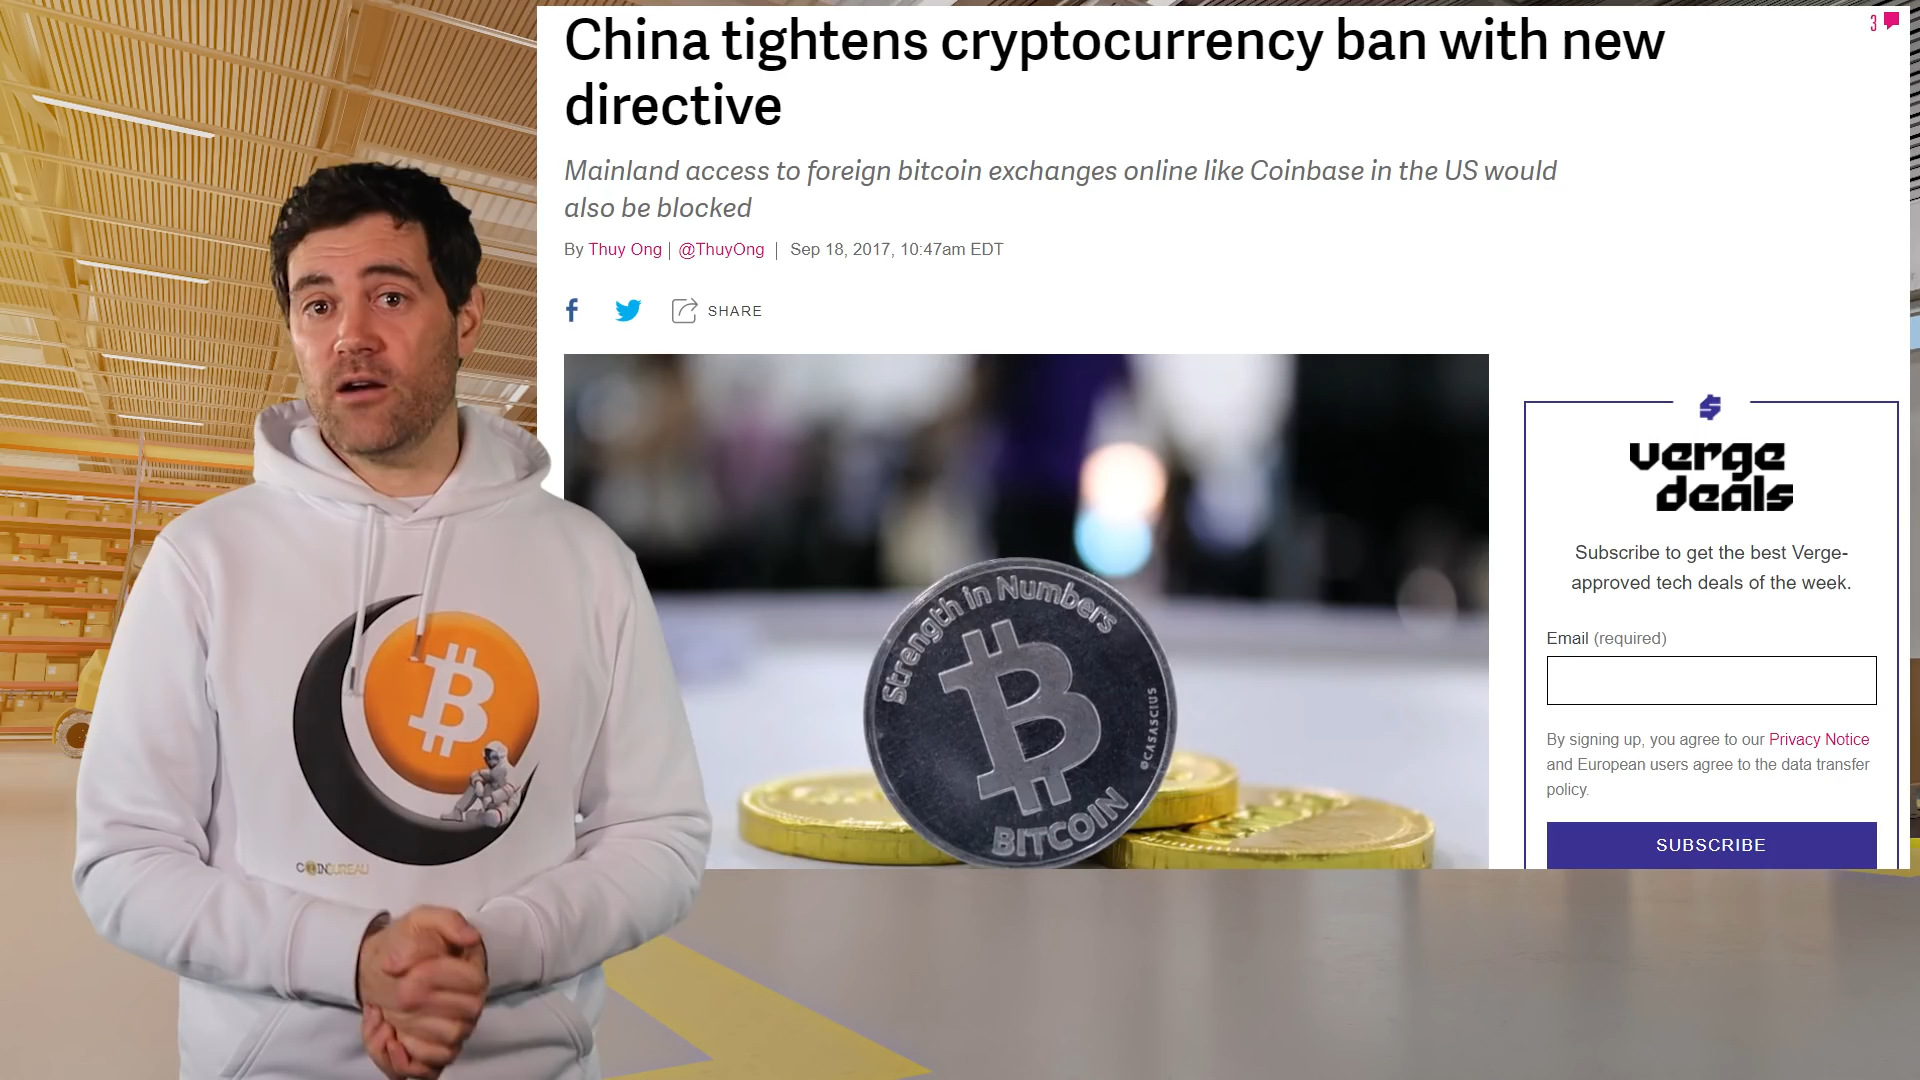 China tightens cryptocurrency ban with new
directive
3
Mainland access to foreign bitcoin exchanges online like Coinbase in the US would
also be blocked
By Thuy Ong | @ThuyOng | Sep 18, 2017, 10:47am EDT
SHARE
verge
deals
Subscribe to get the best Verge-
approved tech deals of the week.
Email (required)
By signing up, you agree to our Privacy Notice
and European users agree to the data transfer
policy.
SUBSCRIBE
Strength in Numbers
©CASASCIUS
BITCOIN
COINBUREAU